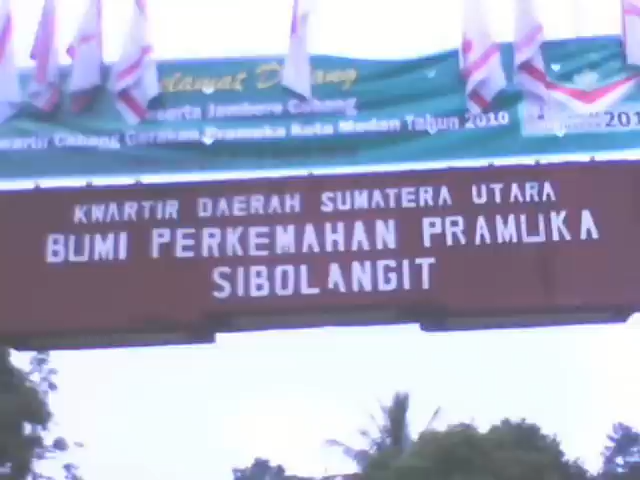 Selamat Datang
Peserta Jambore Cabang
Kwartir Cabang Gerakan Pramuka Kota Medan Tahun 2010
201
KWARTIR DAERAH SUMATERA UTARA
BUMI PERKEMAHAN PRAMUKA
SIBOLANGIT